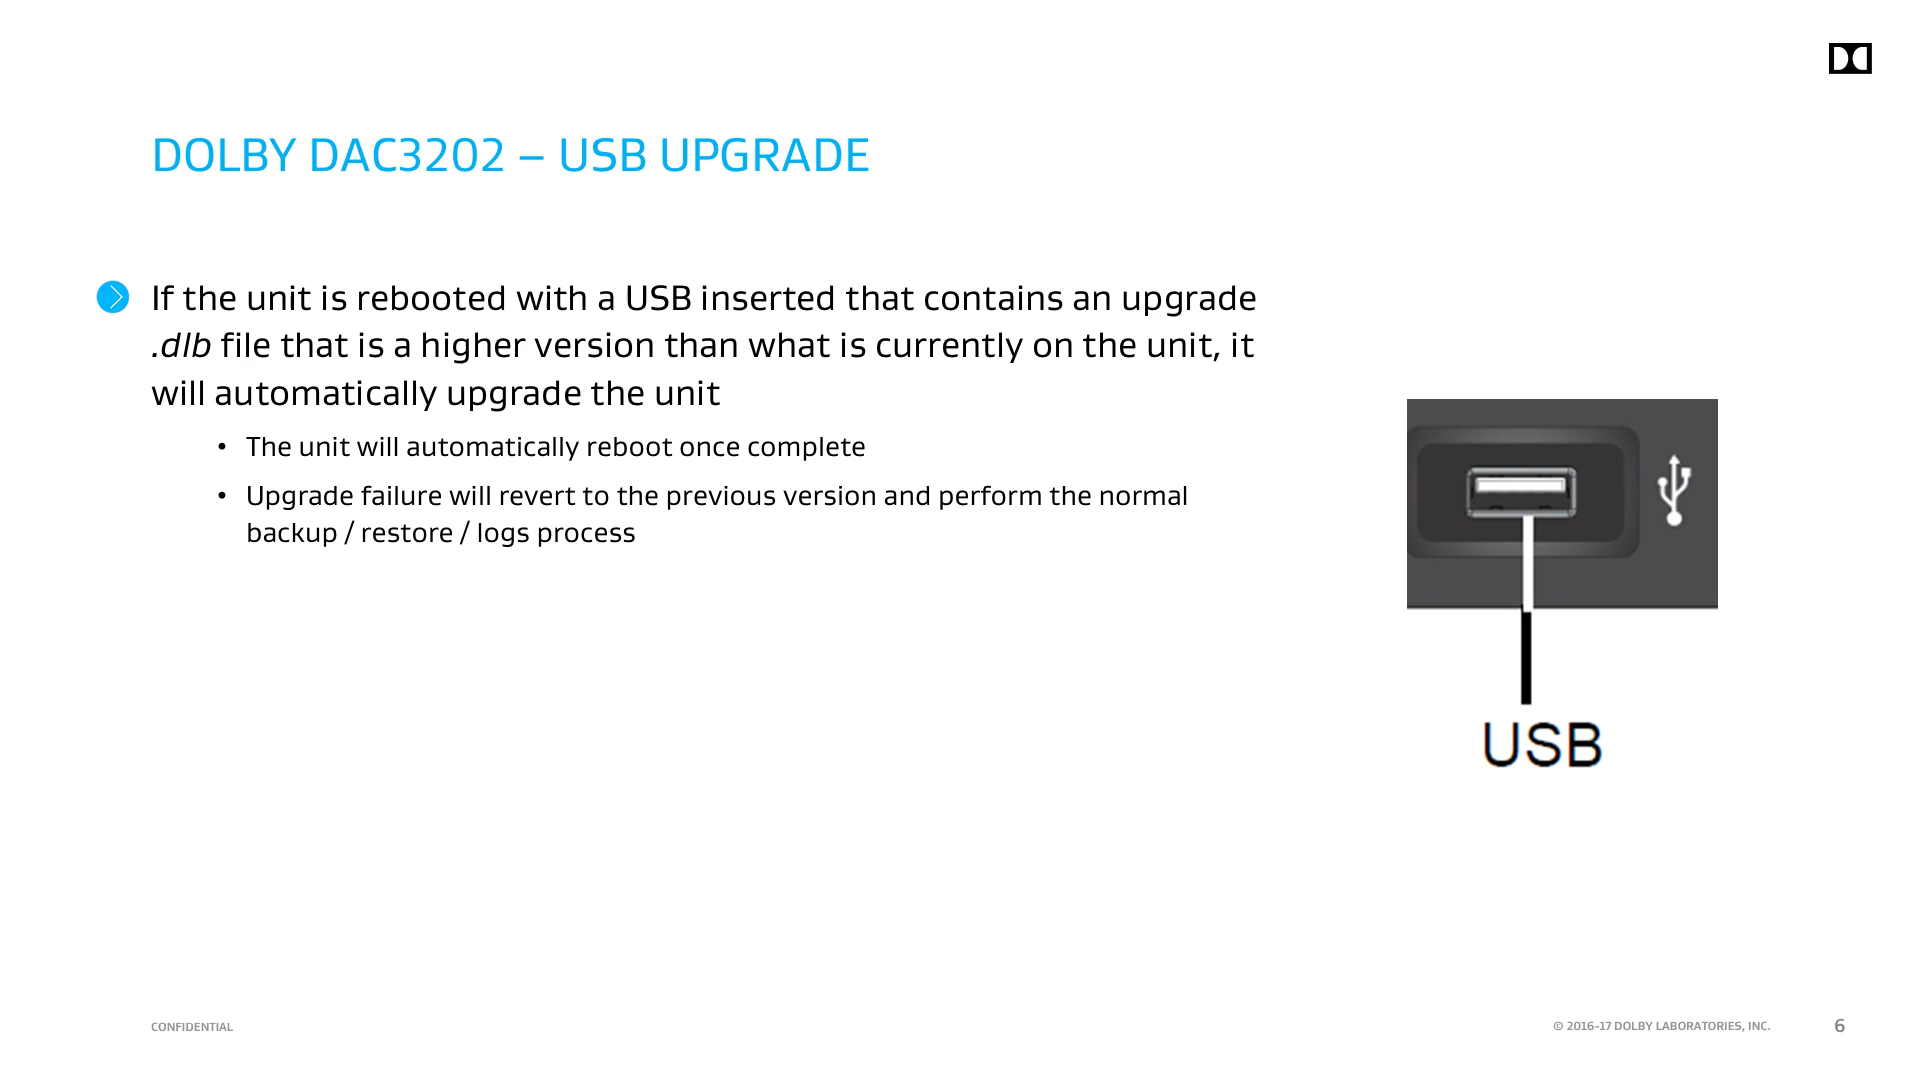 DOLBY DAC3202 – USB UPGRADE
If the unit is rebooted with a USB inserted that contains an upgrade
.dlb file that is a higher version than what is currently on the unit, it
will automatically upgrade the unit
• The unit will automatically reboot once complete
• Upgrade failure will revert to the previous version and perform the normal
backup / restore / logs process
USB
CONFIDENTIAL
© 2016-17 DOLBY LABORATORIES, INC.
6